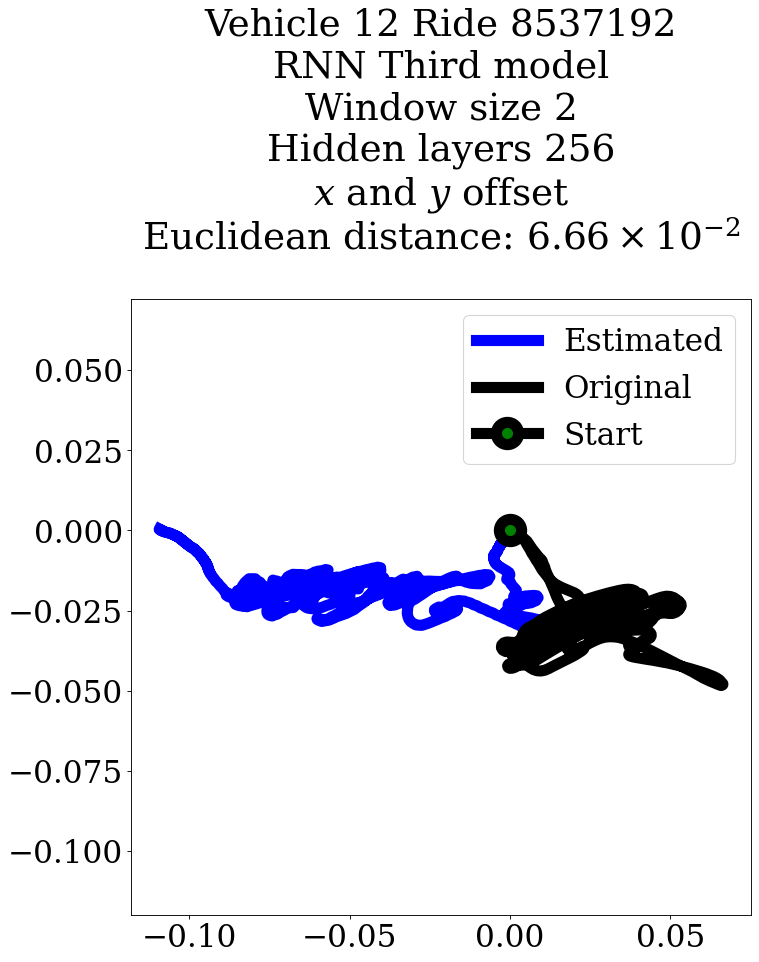 Vehicle 12 Ride 8537192
RNN Third model
Window size 2
Hidden layers 256
x and y offset
Euclidean distance: 6.66 × 10⁻²
Estimated
Original
Start
0.050
0.025
0.000
−0.025
−0.050
−0.075
−0.100
−0.10 −0.05 0.00 0.05